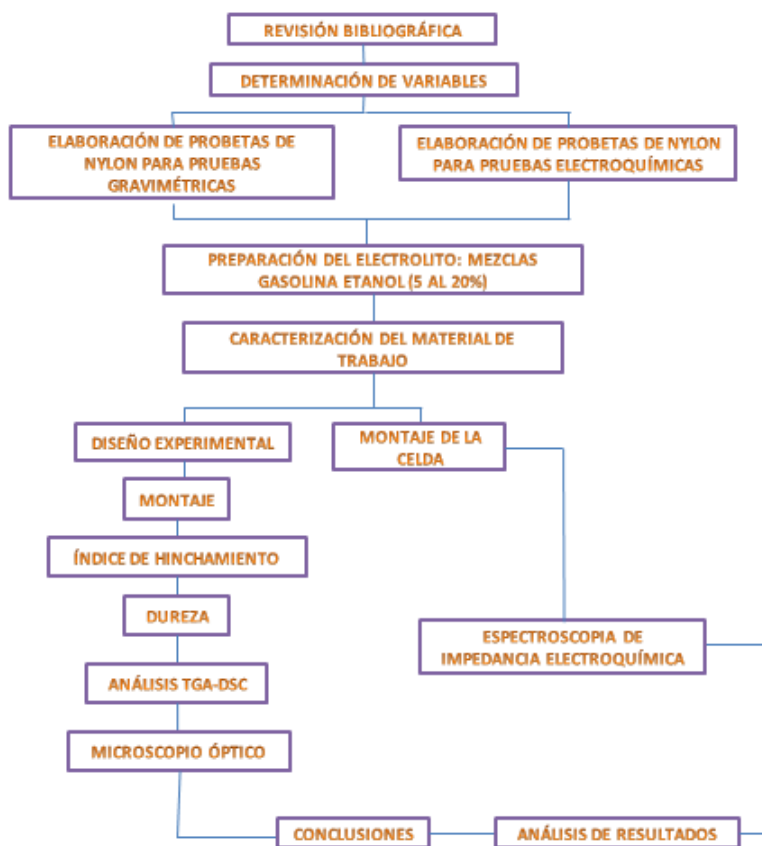 REVISIÓN BIBLIOGRÁFICA
DETERMINACIÓN DE VARIABLES
ELABORACIÓN DE PROBETAS DE
NYLON PARA PRUEBAS
GRAVIMÉTRICAS
ELABORACIÓN DE PROBETAS DE NYLON
PARA PRUEBAS ELECTROQUÍMICAS
PREPARACIÓN DEL ELECTROLITO: MEZCLAS
GASOLINA ETANOL (5 AL 20%)
CARACTERIZACIÓN DEL MATERIAL DE
TRABAJO
DISEÑO EXPERIMENTAL
MONTAJE DE LA
CELDA
MONTAJE
ÍNDICE DE HINCHAMIENTO
DUREZA
ESPECTROSCOPIA DE
IMPEDANCIA ELECTROQUÍMICA
ANÁLISIS TGA-DSC
MICROSCOPIO ÓPTICO
CONCLUSIONES
ANÁLISIS DE RESULTADOS